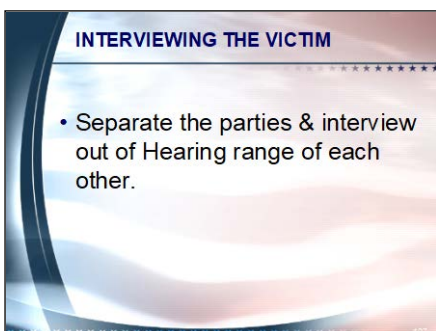 INTERVIEWING THE VICTIM
• Separate the parties & interview
out of Hearing range of each
other.